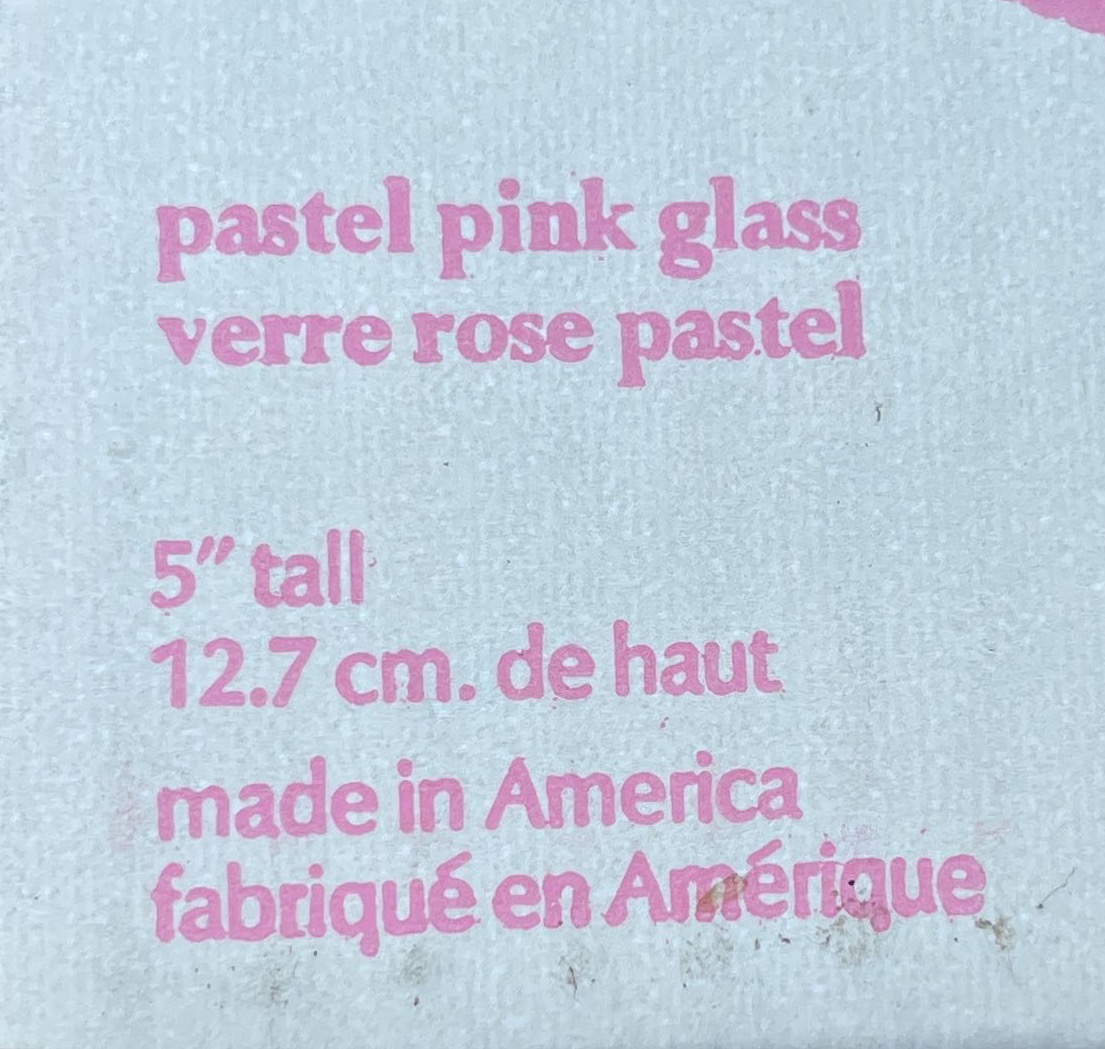 pastel pink glass
verre rose pastel
5" tall
12.7 cm. de haut
made in America
fabriqué en Amérique